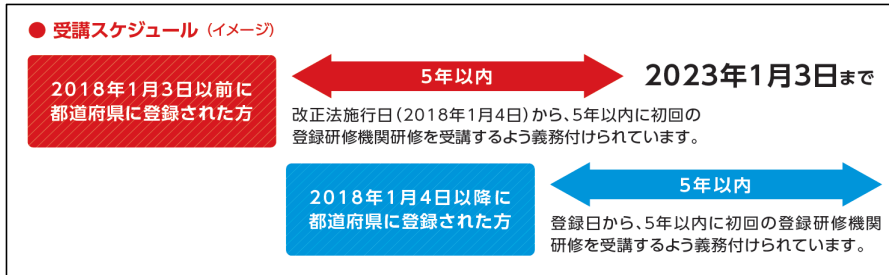 ● 受講スケジュール（イメージ）
2018年1月3日以前に
都道府県に登録された方
5年以内
2023年1月3日まで
改正法施行日（2018年1月4日）から、5年以内に初回の
登録研修機関研修を受講するよう義務付けられています。
2018年1月4日以降に
都道府県に登録された方
5年以内
登録日から、5年以内に初回の登録研修機関
研修を受講するよう義務付けられています。